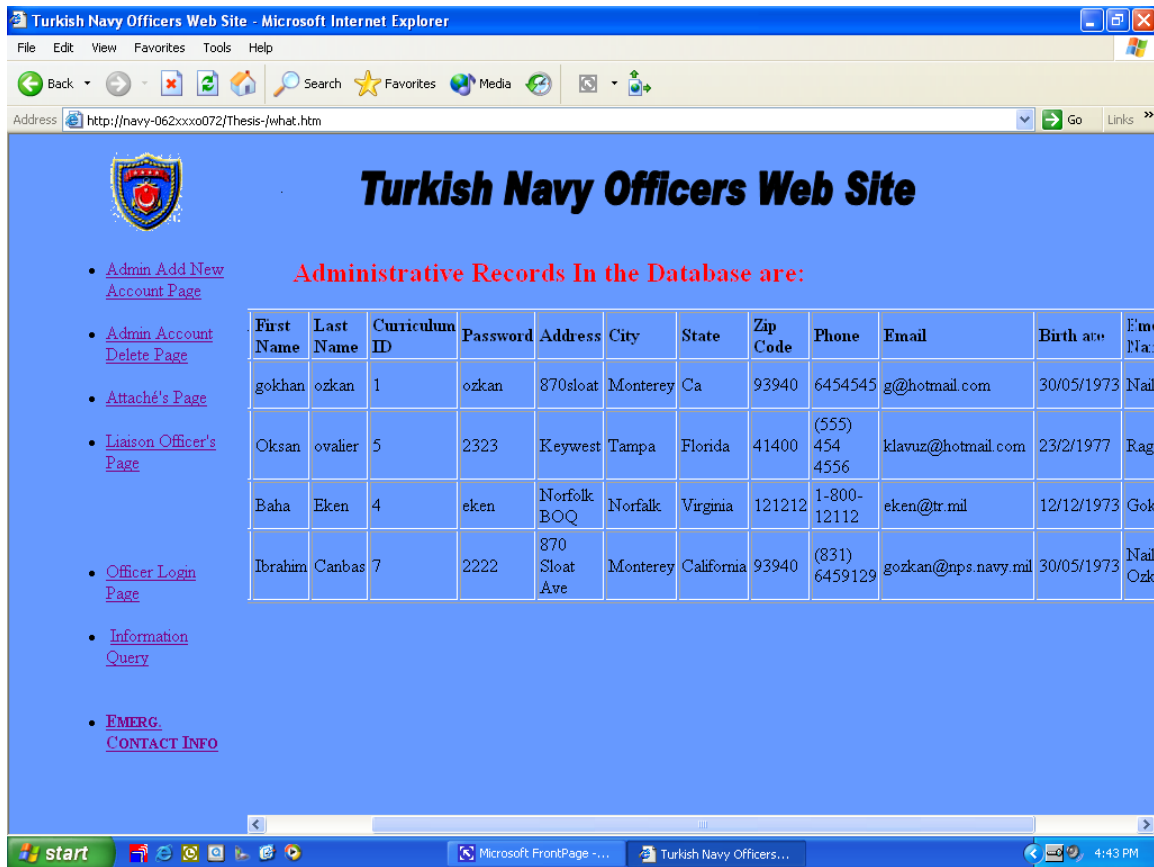 Turkish Navy Officers Web Site - Microsoft Internet Explorer
File Edit View Favorites Tools Help
Back Search Favorites Media
Address http://navy-062xxxo072/Thesis-/what.htm Go Links »
Turkish Navy Officers Web Site
Administrative Records In the Database are:
• Admin Add New
Account Page
• Admin Account
Delete Page
• Attaché's Page
• Liaison Officer's
Page
• Officer Login
Page
• Information
Query
• EMERG.
CONTACT INFO
First Name Last Name Curriculum ID Password Address City State Zip Code Phone Email Birth
gokhan ozkan 1 ozkan 870sloat Monterey Ca 93940 6454545 g@hotmail.com 30/05/1973 Nail
Oksan ovalier 5 2323 Keywest Tampa Florida 41400 (555) 454 4556 klavuz@hotmail.com 23/2/1977 Rag
Baha Eken 4 eken Norfolk BOQ Norfalk Virginia 121212 1-800-12112 eken@tr.mil 12/12/1973 Gok
Ibrahim Canbas 7 2222 870 Sloat Ave Monterey California 93940 (831) 6459129 gozkan@nps.navy.mil 30/05/1973 Nail Ozk
start Microsoft FrontPage -... Turkish Navy Officers... 4:43 PM